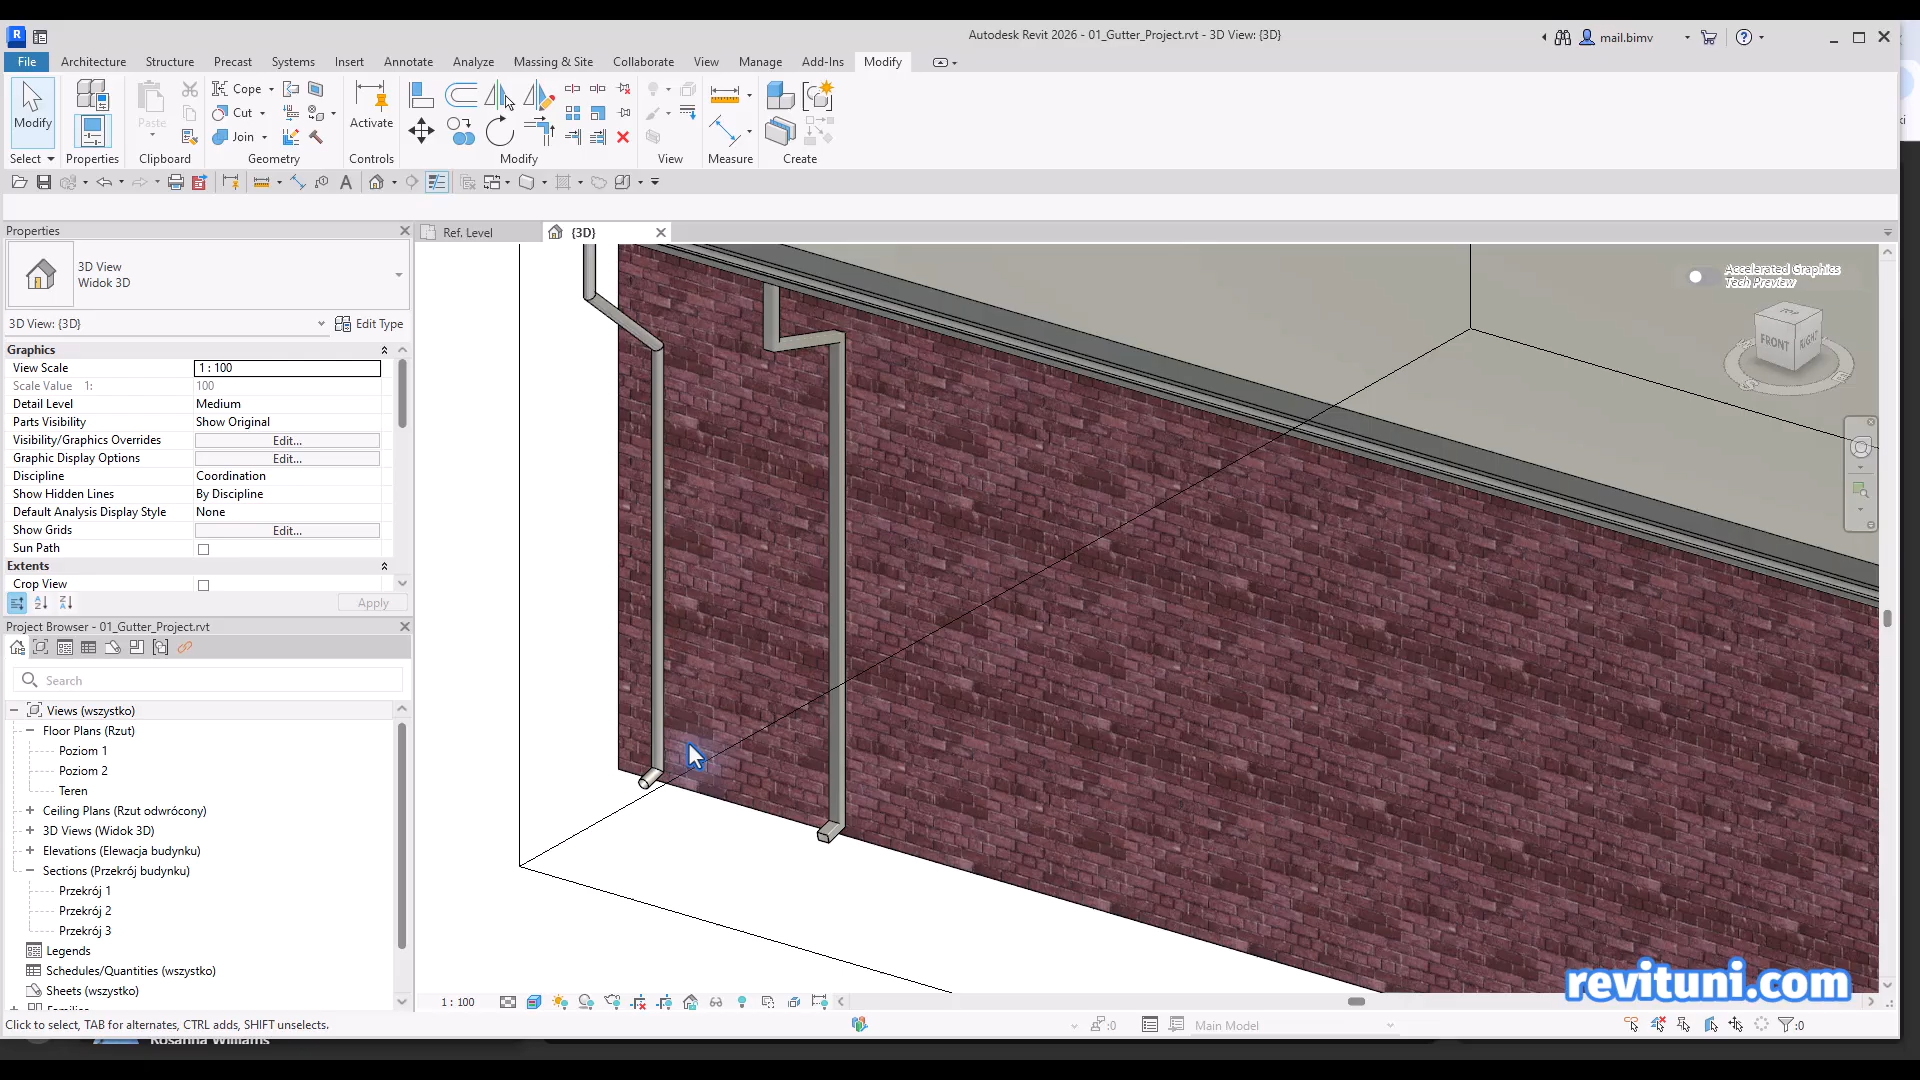 Autodesk Revit 2026 - 01_Gutter_Project.rvt - 3D View: {3D}
mail.bimv
File Architecture Structure Precast Systems Insert Annotate Analyze Massing & Site Collaborate View Manage Add-Ins Modify
Modify
Paste
Cope
Cut
Join
Activate
Select Properties Clipboard Geometry Controls Modify View Measure Create
Properties
3D View
Widok 3D
3D View: {3D}
Edit Type
Graphics
View Scale 1 : 100
Scale Value 1: 100
Detail Level Medium
Parts Visibility Show Original
Visibility/Graphics Overrides Edit...
Graphic Display Options Edit...
Discipline Coordination
Show Hidden Lines By Discipline
Default Analysis Display Style None
Show Grids Edit...
Sun Path
Extents
Crop View
Apply
Project Browser - 01_Gutter_Project.rvt
Search
Views (wszystko)
Floor Plans (Rzut)
Poziom 1
Poziom 2
Teren
Ceiling Plans (Rzut odwrócony)
3D Views (Widok 3D)
Elevations (Elewacja budynku)
Sections (Przekrój budynku)
Przekrój 1
Przekrój 2
Przekrój 3
Legends
Schedules/Quantities (wszystko)
Sheets (wszystko)
Ref. Level
{3D}
Accelerated Graphics
Tech Preview
TOP
FRONT
RIGHT
S
E
revituni.com
1 : 100
Click to select, TAB for alternates, CTRL adds, SHIFT unselects.
:0
Main Model
:0
Rosanna Williams